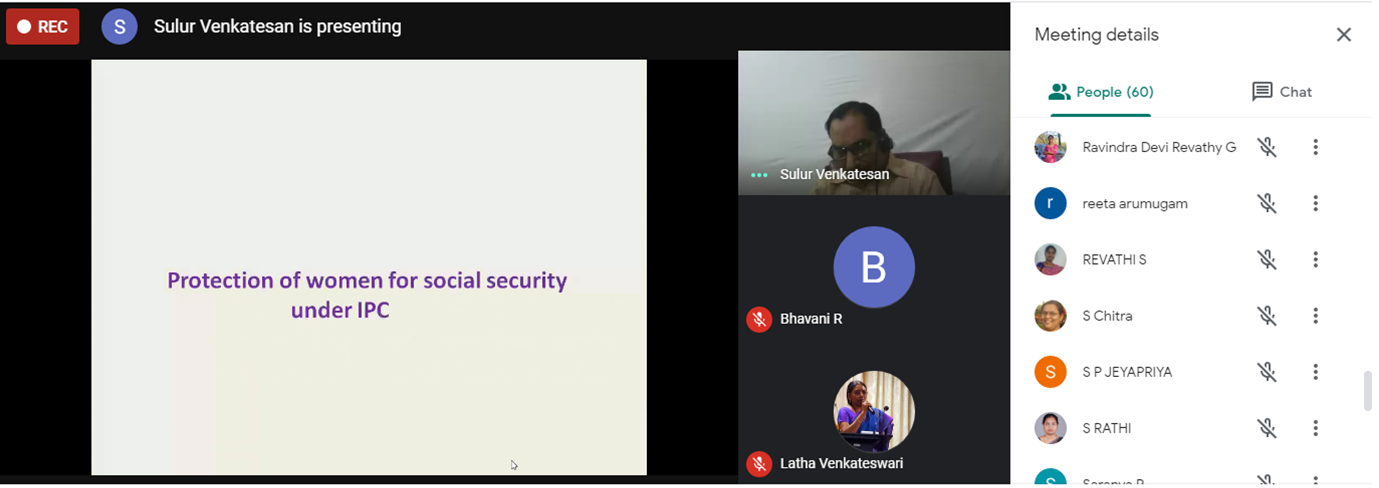 REC
S
Sulur Venkatesan is presenting
Protection of women for social security
under IPC
Sulur Venkatesan
B
Bhavani R
Latha Venkateswari
Meeting details
People (60)
Chat
Ravindra Devi Revathy G
r
reeta arumugam
REVATHI S
S Chitra
S
S P JEYAPRIYA
S RATHI
S